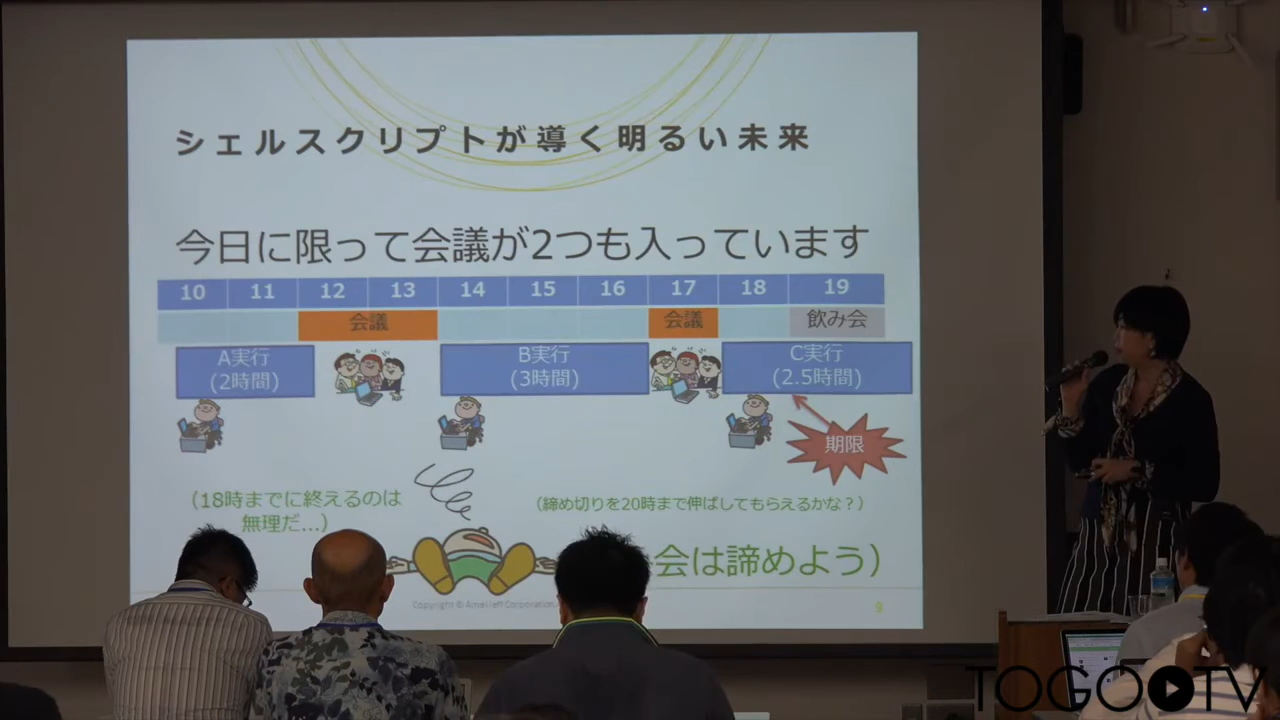 シェルスクリプトが導く明るい未来
今日に限って会議が2つも入っています
10 11 12 13 14 15 16 17 18 19
会議 会議 飲み会
A実行
(2時間)
B実行
(3時間)
C実行
(2.5時間)
期限
（18時までに終えるのは
無理だ...）
（締め切りを20時まで伸ばしてもらえるかな？）
会は諦めよう）
Copyright © Amelieff Corporation
9
TOGOTV